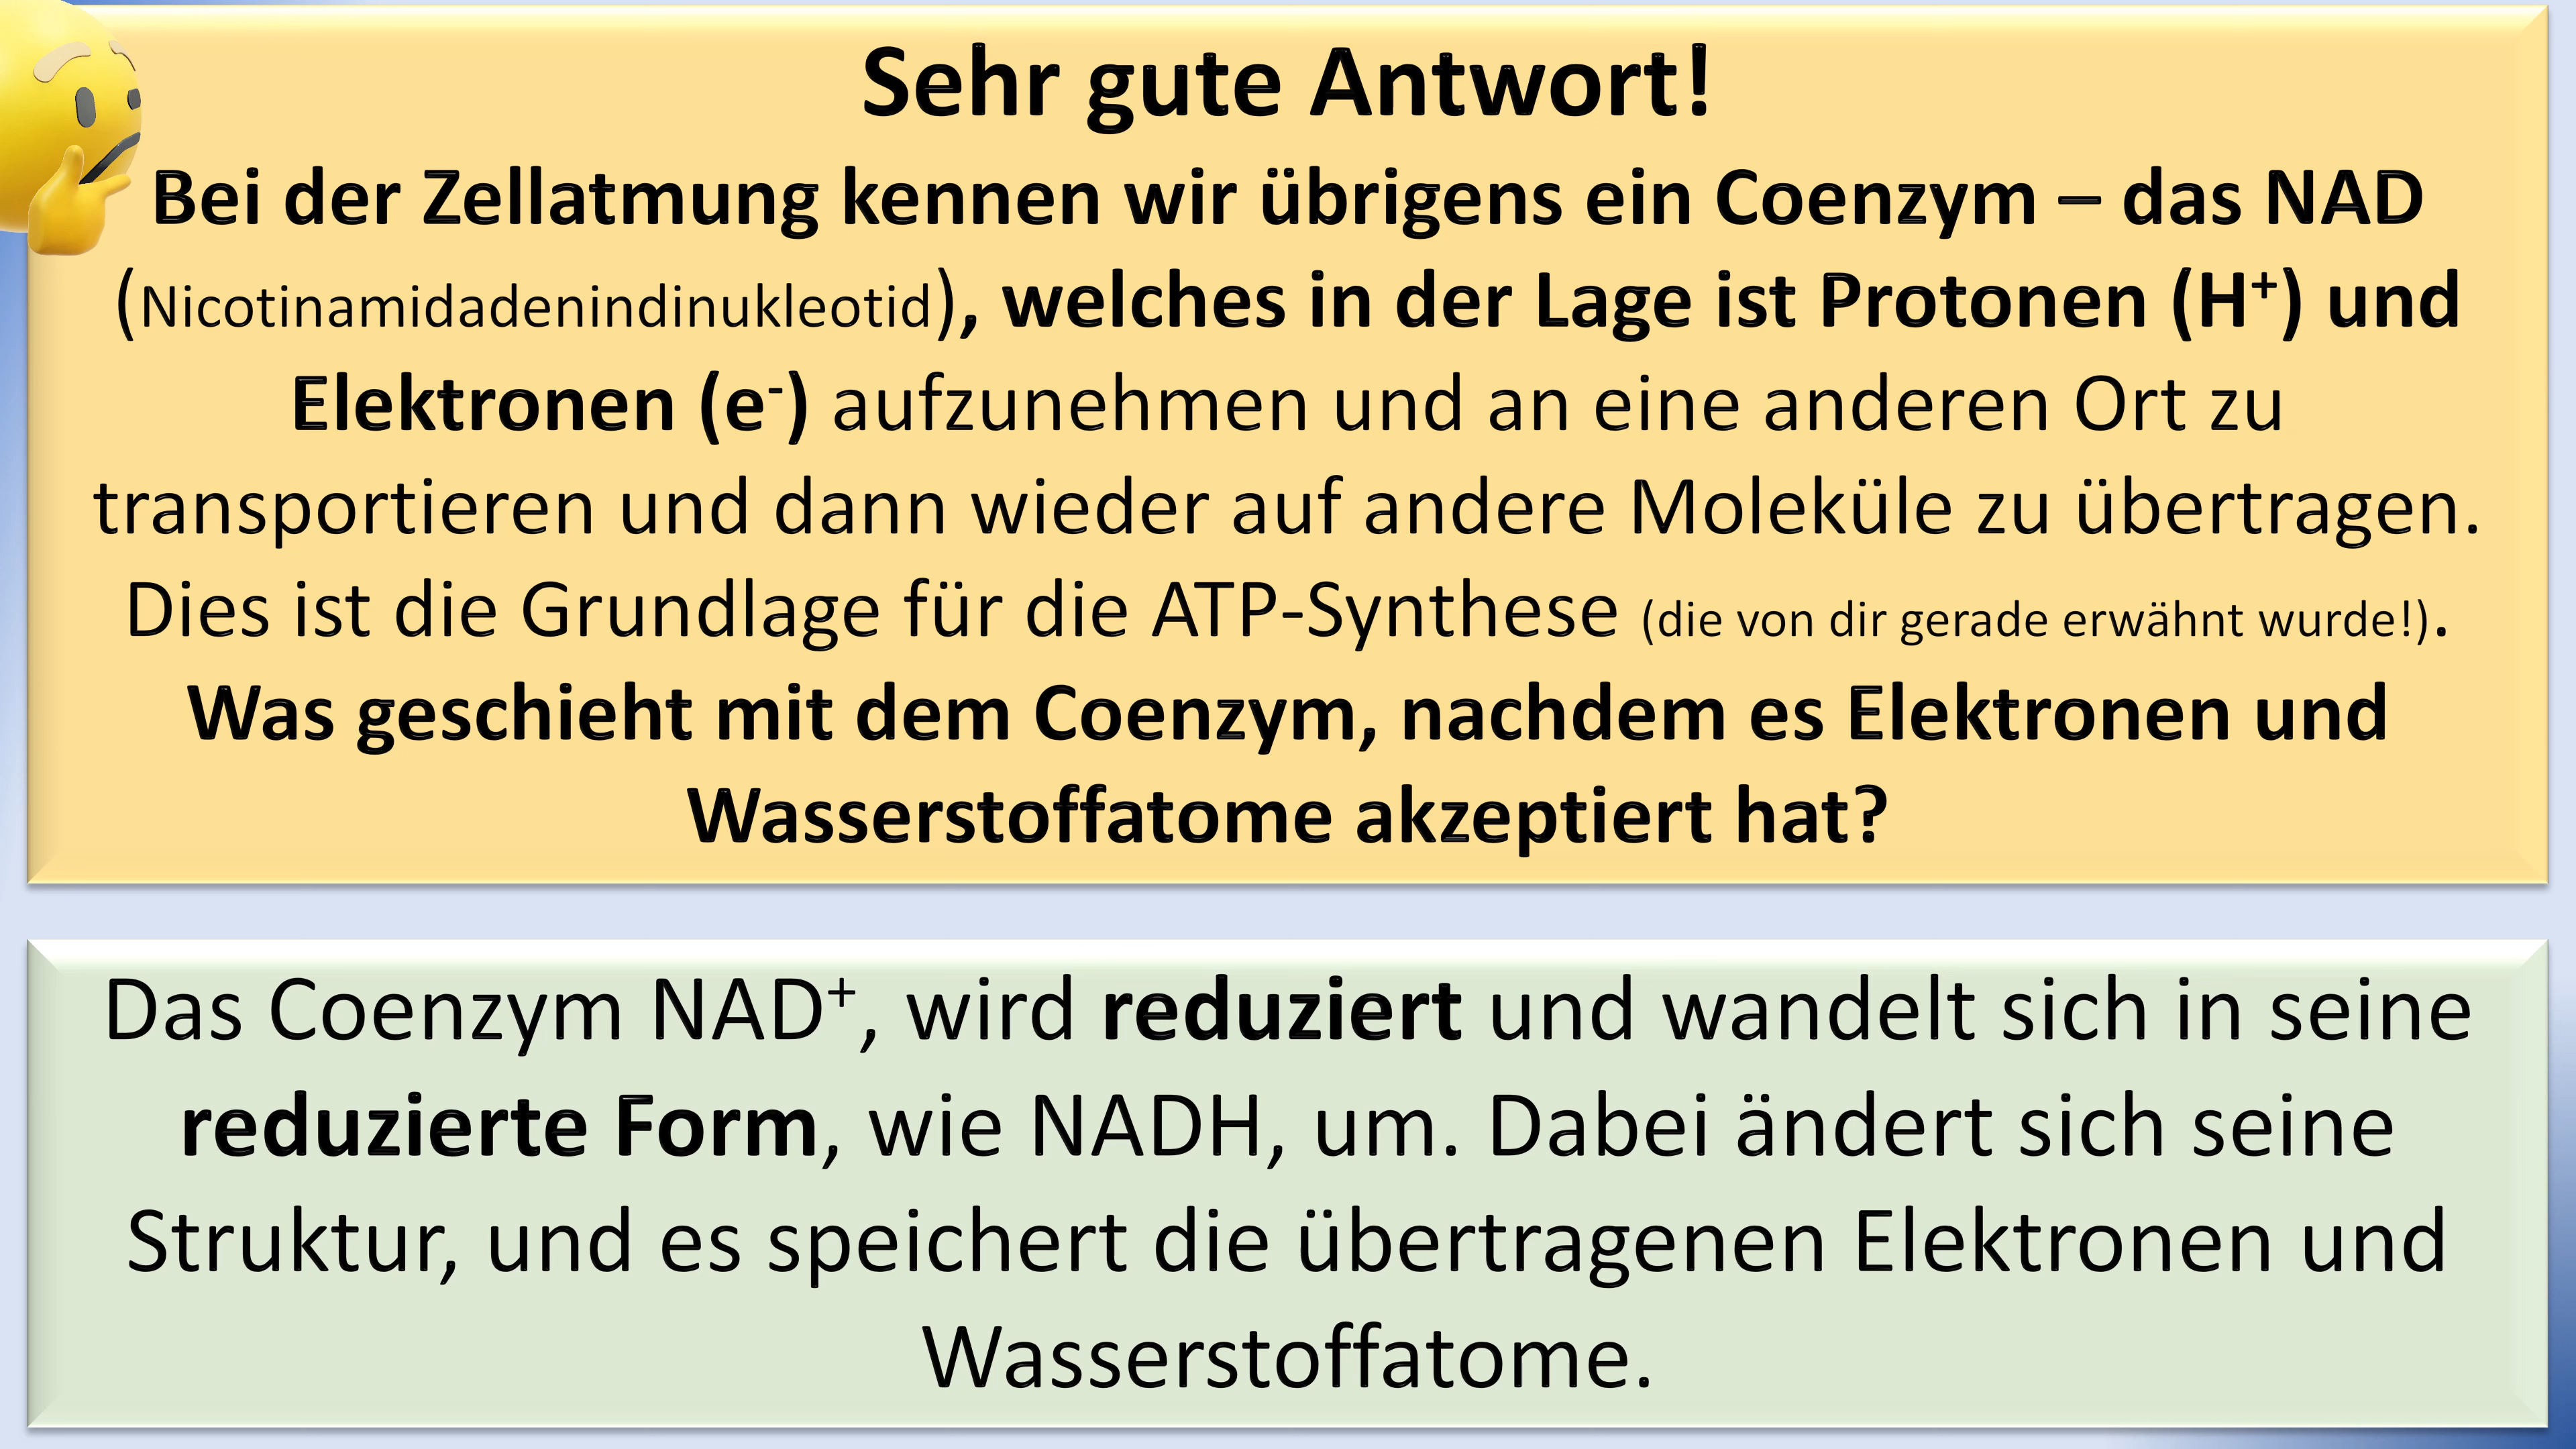 Sehr gute Antwort!
Bei der Zellatmung kennen wir übrigens ein Coenzym – das NAD
(Nicotinamidadenindinukleotid), welches in der Lage ist Protonen (H⁺) und
Elektronen (e⁻) aufzunehmen und an eine anderen Ort zu
transportieren und dann wieder auf andere Moleküle zu übertragen.
Dies ist die Grundlage für die ATP-Synthese (die von dir gerade erwähnt wurde!).
Was geschieht mit dem Coenzym, nachdem es Elektronen und
Wasserstoffatome akzeptiert hat?
Das Coenzym NAD⁺, wird reduziert und wandelt sich in seine
reduzierte Form, wie NADH, um. Dabei ändert sich seine
Struktur, und es speichert die übertragenen Elektronen und
Wasserstoffatome.